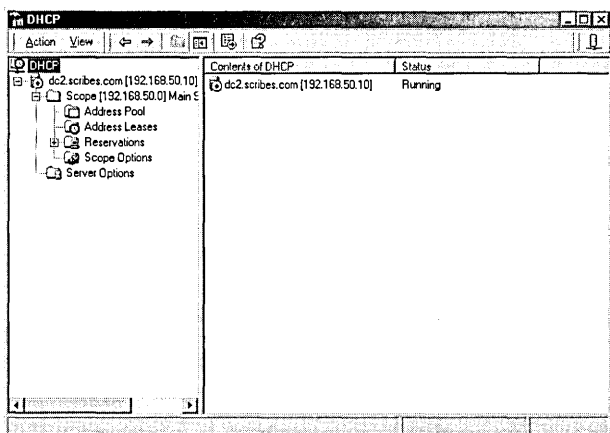 DHCP
Action View
DHCP
dc2.scribes.com [192.168.50.10]
Scope [192.168.50.0] Main S
Address Pool
Address Leases
Reservations
Scope Options
Server Options
Contents of DHCP Status
dc2.scribes.com [192.168.50.10] Running